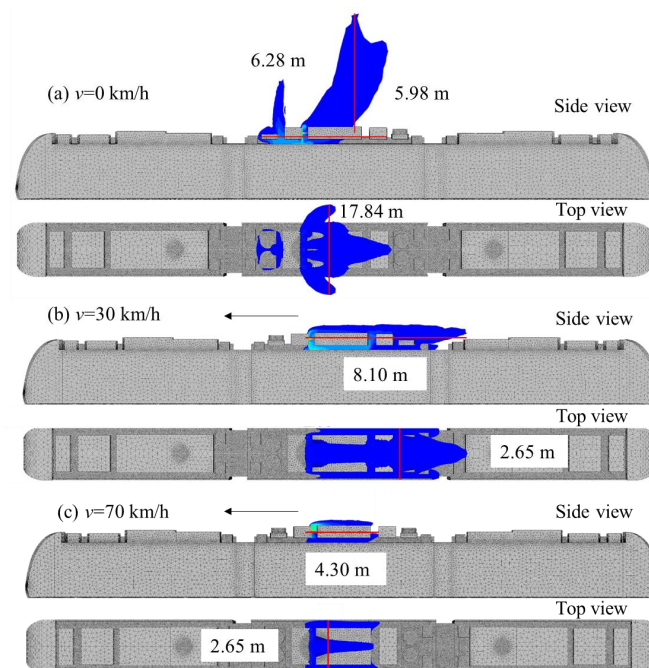 6.28 m
(a) v=0 km/h
5.98 m
Side view
17.84 m
Top view
(b) v=30 km/h
Side view
8.10 m
Top view
2.65 m
(c) v=70 km/h
Side view
4.30 m
Top view
2.65 m